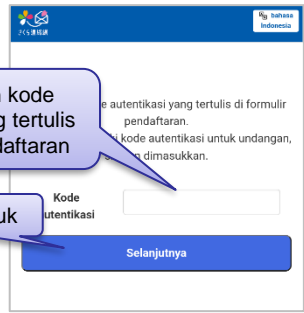 さくら連絡網
bahasa
Indonesia
kode
tertulis
daftaran
autentikasi yang tertulis di formulir
pendaftaran.
kode autentikasi untuk undangan,
dimasukkan.
Kode
utentikasi
uk
Selanjutnya